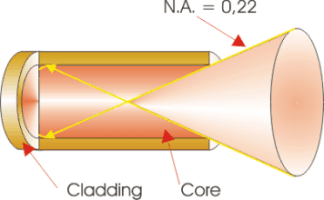 N.A. = 0,22
Cladding
Core